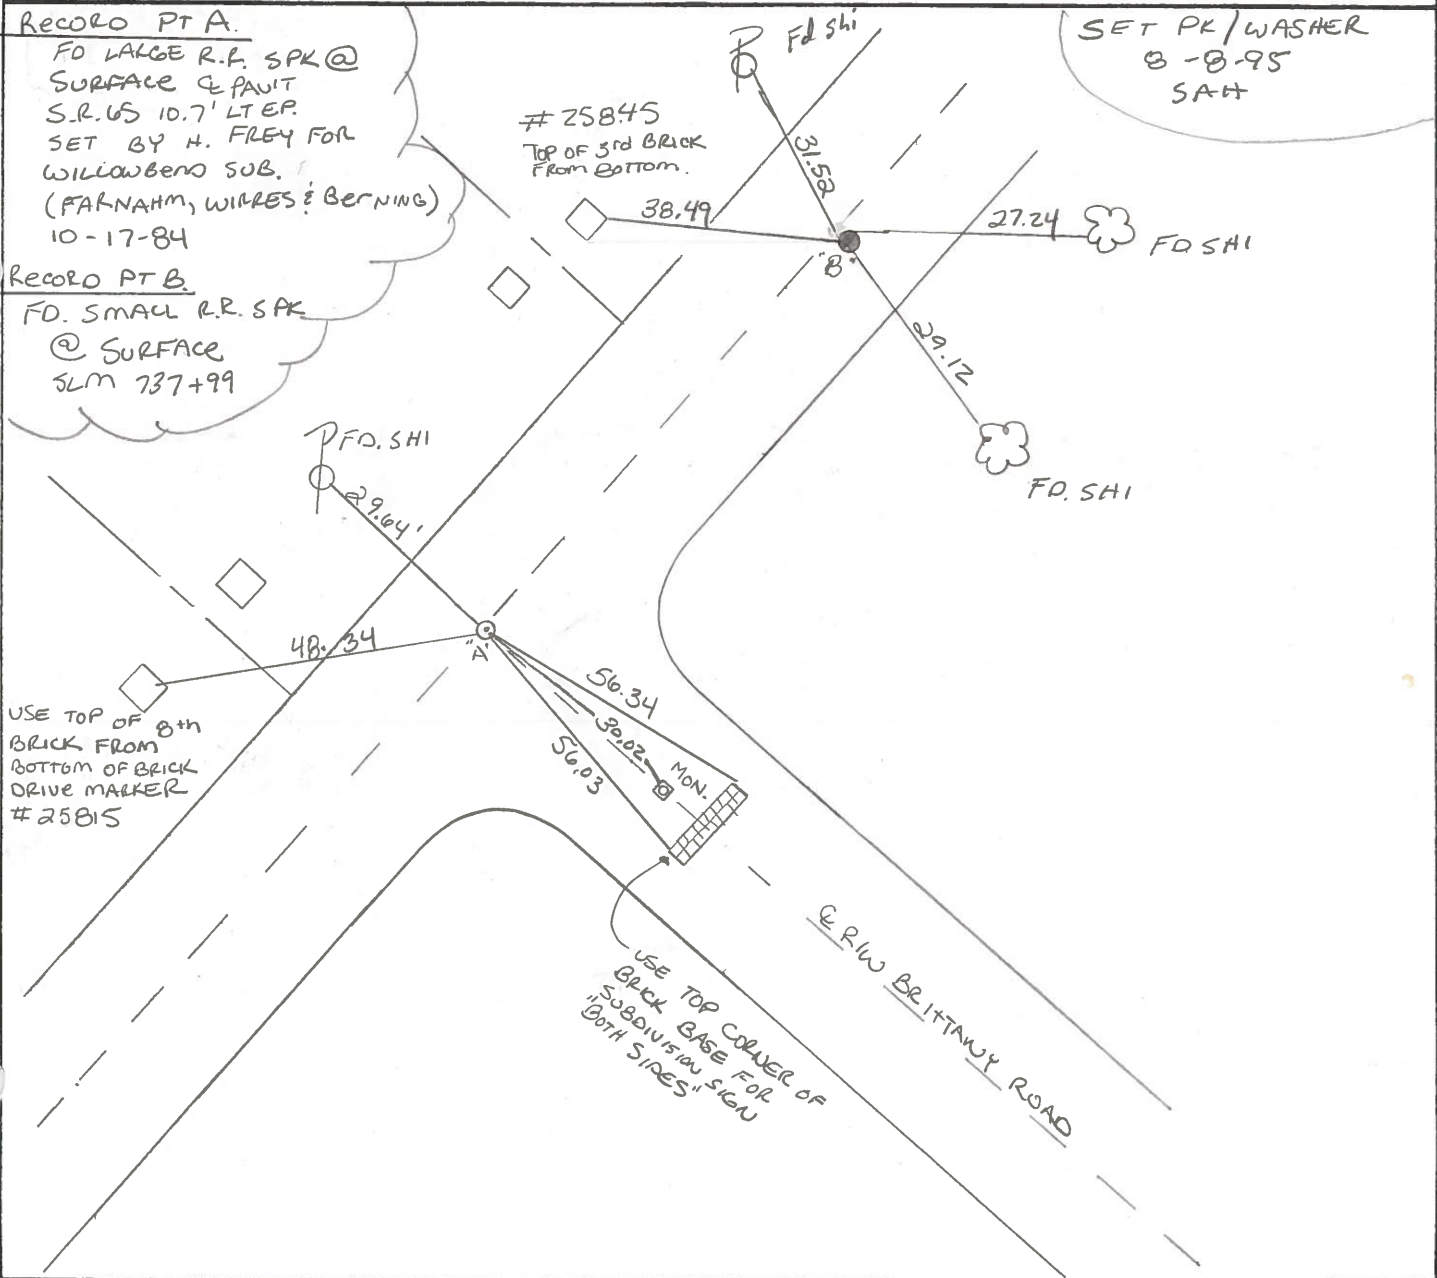 RECORD PT A.
FD LARGE R.R. SPK @
SURFACE ℄ PAV'T
S.R. 65 10.7' LT EP.
SET BY H. FREY FOR
WILLOWBEND SUB.
(FARNAHM, WIRRES & BERNING)
10-17-84
RECORD PT B.
FD. SMALL R.R. SPK
@ SURFACE
SLM 737+99
SET PK/WASHER
8-8-95
SAH
Fd Shi
#25845
TOP OF 3rd BRICK
FROM BOTTOM.
31.52
38.49
27.24
FD SHI
"B"
29.12
FD. SHI
FD. SHI
29.64'
48.34
"A"
56.34
30.02
56.03
MON.
USE TOP OF 8th
BRICK FROM
BOTTOM OF BRICK
DRIVE MARKER
#25815
USE TOP CORNER OF
BRICK BASE FOR
SUBDIVISION SIGN
"BOTH SIDES"
℄ R/W BRITTANY ROAD